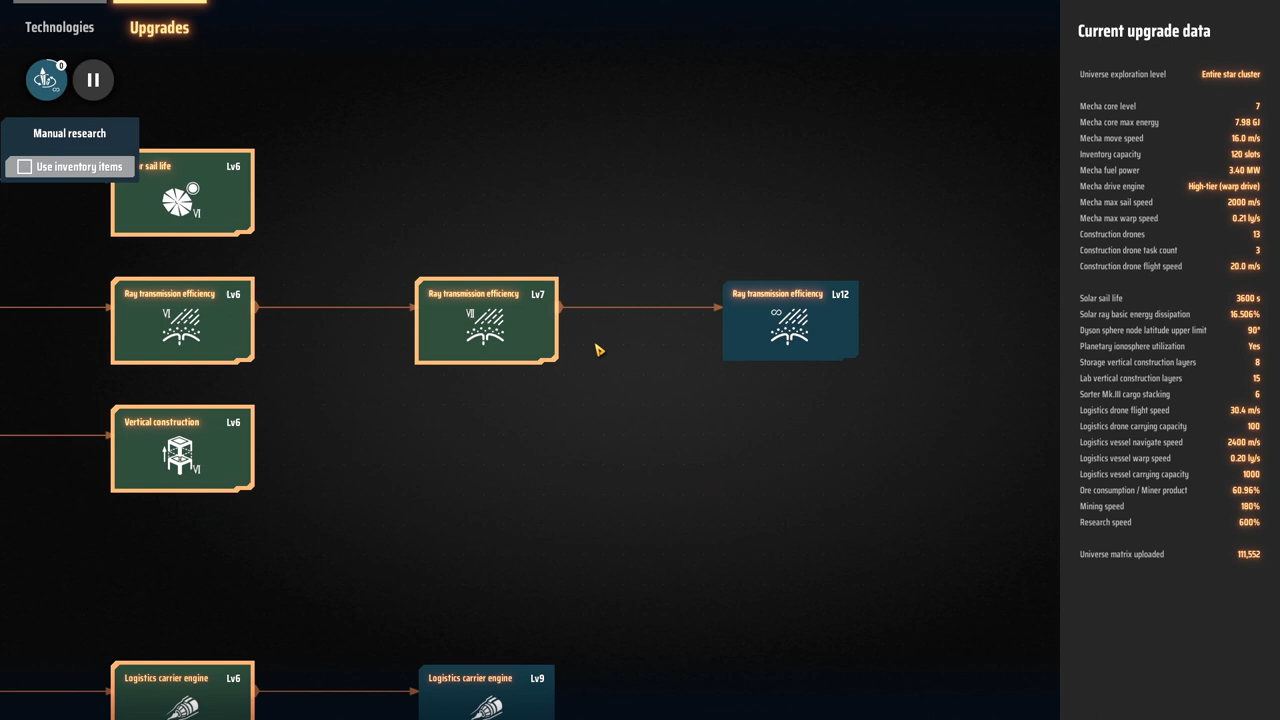 Technologies Upgrades
0
∞
Manual research
Use inventory items
r sail life Lv6
VI
Ray transmission efficiency Lv6
VI
Ray transmission efficiency Lv7
VII
Ray transmission efficiency Lv12
∞
Vertical construction Lv6
VI
Logistics carrier engine Lv6
Logistics carrier engine Lv9
Current upgrade data
Universe exploration level Entire star cluster
Mecha core level 7
Mecha core max energy 7.98 GJ
Mecha move speed 16.0 m/s
Inventory capacity 120 slots
Mecha fuel power 3.40 MW
Mecha drive engine High-tier (warp drive)
Mecha max sail speed 2000 m/s
Mecha max warp speed 0.21 ly/s
Construction drones 13
Construction drone task count 3
Construction drone flight speed 20.0 m/s
Solar sail life 3600 s
Solar ray basic energy dissipation 16.506%
Dyson sphere node latitude upper limit 90°
Planetary ionosphere utilization Yes
Storage vertical construction layers 8
Lab vertical construction layers 15
Sorter Mk.III cargo stacking 6
Logistics drone flight speed 30.4 m/s
Logistics drone carrying capacity 100
Logistics vessel navigate speed 2400 m/s
Logistics vessel warp speed 0.20 ly/s
Logistics vessel carrying capacity 1000
Ore consumption / Miner product 60.96%
Mining speed 180%
Research speed 600%
Universe matrix uploaded 111,552